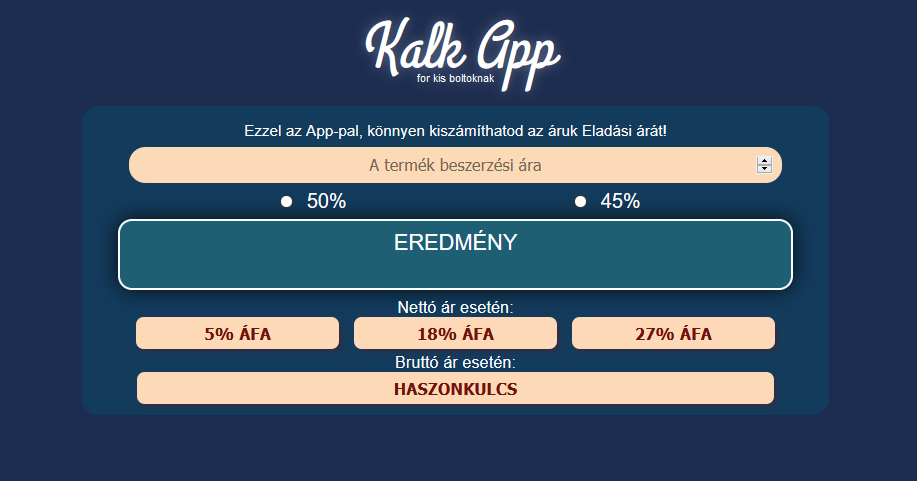 Kalk App
for kis boltoknak
Ezzel az App-pal, könnyen kiszámíthatod az áruk Eladási árát!
A termék beszerzési ára
50% 45%
EREDMÉNY
Nettó ár esetén:
5% ÁFA 18% ÁFA 27% ÁFA
Bruttó ár esetén:
HASZONKULCS